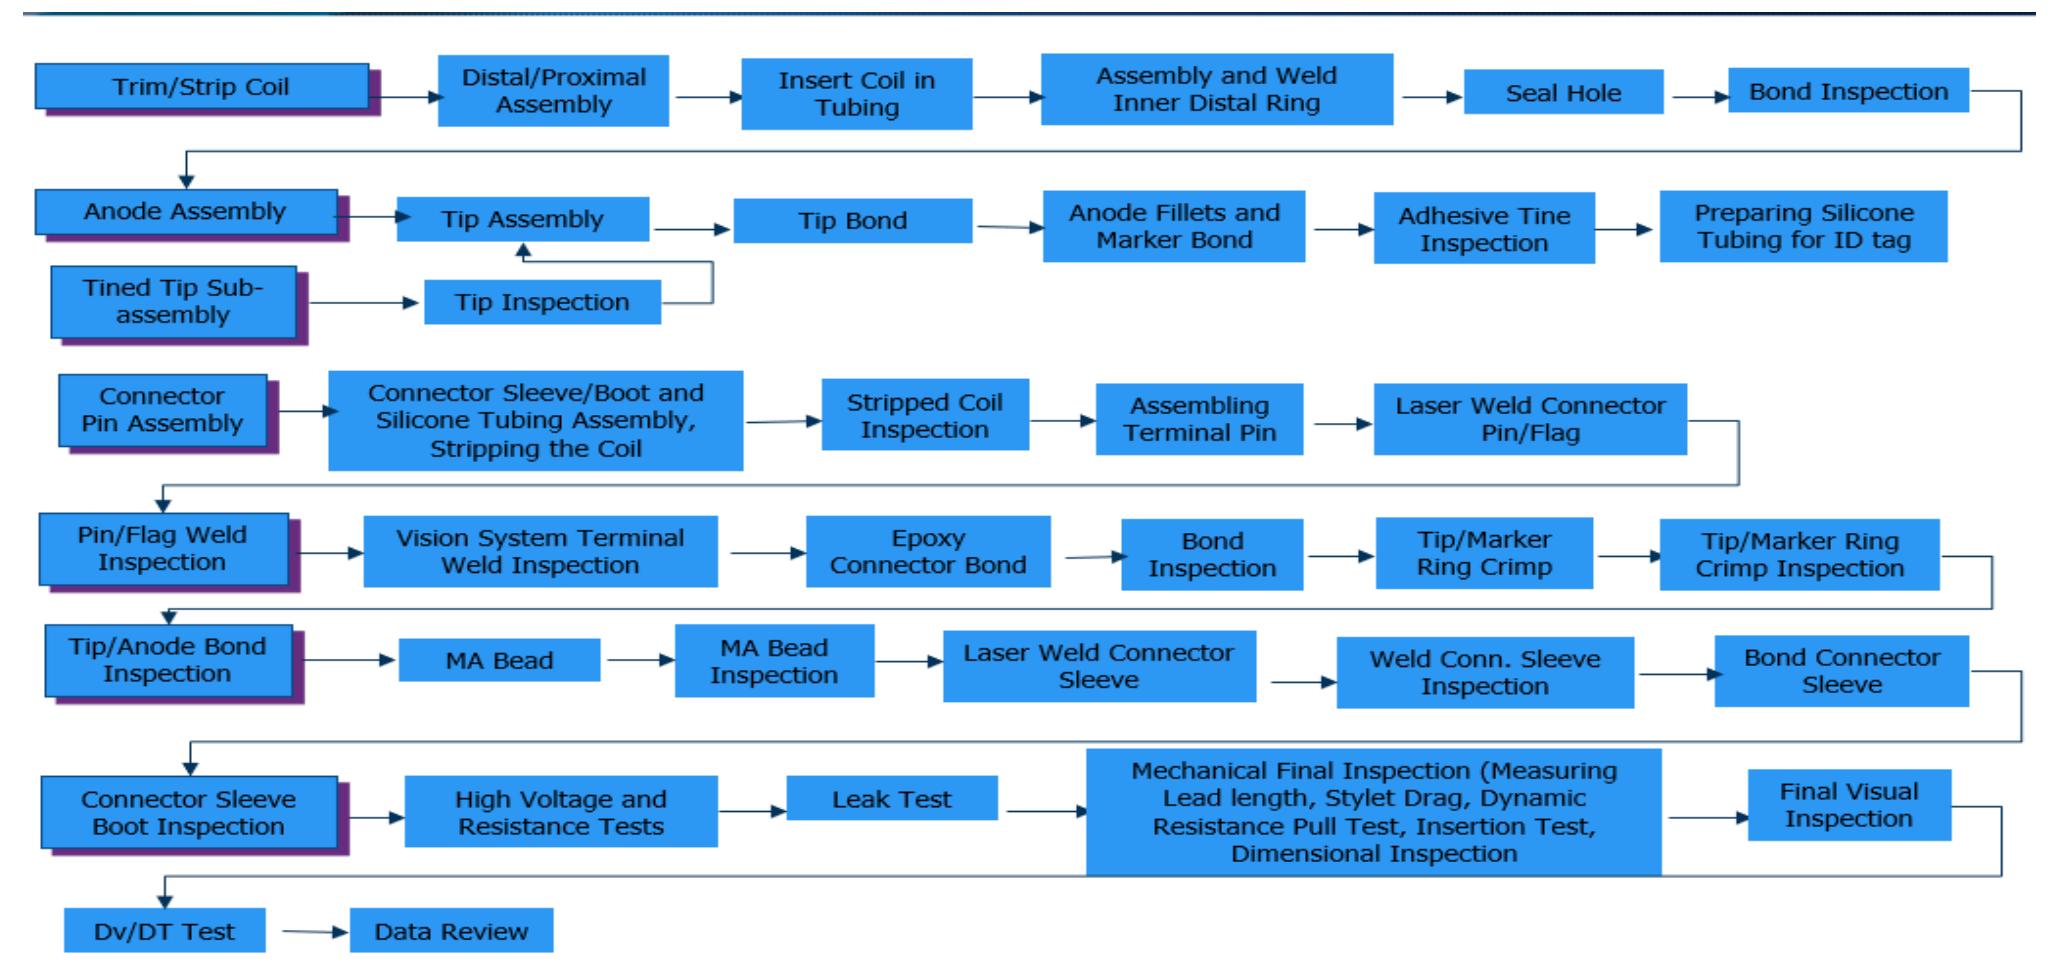 Trim/Strip Coil
Distal/Proximal
Assembly
Insert Coil in
Tubing
Assembly and Weld
Inner Distal Ring
Seal Hole
Bond Inspection
Anode Assembly
Tip Assembly
Tip Bond
Anode Fillets and
Marker Bond
Adhesive Tine
Inspection
Preparing Silicone
Tubing for ID tag
Tined Tip Sub-
assembly
Tip Inspection
Connector
Pin Assembly
Connector Sleeve/Boot and
Silicone Tubing Assembly,
Stripping the Coil
Stripped Coil
Inspection
Assembling
Terminal Pin
Laser Weld Connector
Pin/Flag
Pin/Flag Weld
Inspection
Vision System Terminal
Weld Inspection
Epoxy
Connector Bond
Bond
Inspection
Tip/Marker
Ring Crimp
Tip/Marker Ring
Crimp Inspection
Tip/Anode Bond
Inspection
MA Bead
MA Bead
Inspection
Laser Weld Connector
Sleeve
Weld Conn. Sleeve
Inspection
Bond Connector
Sleeve
Connector Sleeve
Boot Inspection
High Voltage and
Resistance Tests
Leak Test
Mechanical Final Inspection (Measuring
Lead length, Stylet Drag, Dynamic
Resistance Pull Test, Insertion Test,
Dimensional Inspection
Final Visual
Inspection
Dv/DT Test
Data Review